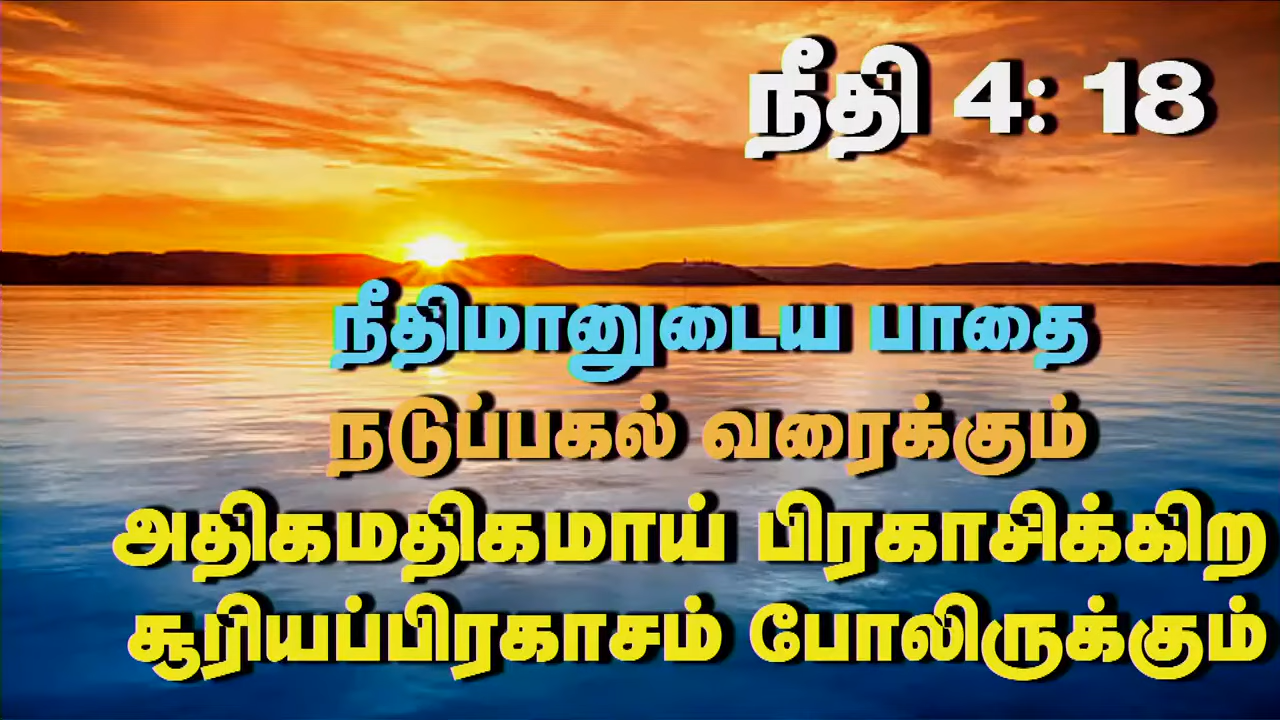 நீதி 4: 18
நீதிமானுடைய பாதை
நடுப்பகல் வரைக்கும்
அதிகமதிகமாய் பிரகாசிக்கிற
சூரியப்பிரகாசம் போலிருக்கும்